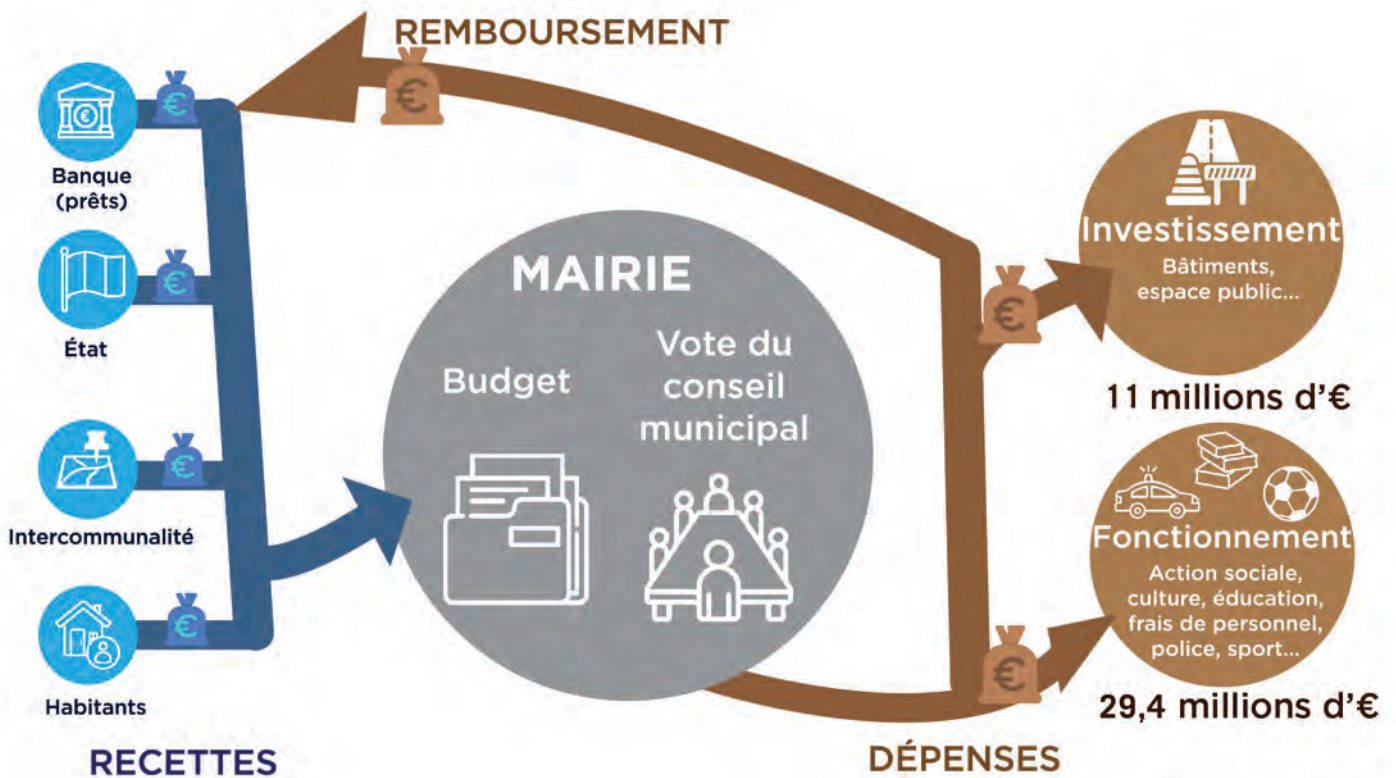 REMBOURSEMENT
Banque
(prêts)
État
Intercommunalité
Habitants
RECETTES
MAIRIE
Budget
Vote du
conseil
municipal
Investissement
Bâtiments,
espace public...
11 millions d'€
Fonctionnement
Action sociale,
culture, éducation,
frais de personnel,
police, sport...
29,4 millions d'€
DÉPENSES
€
€
€
€
€
€
€
€